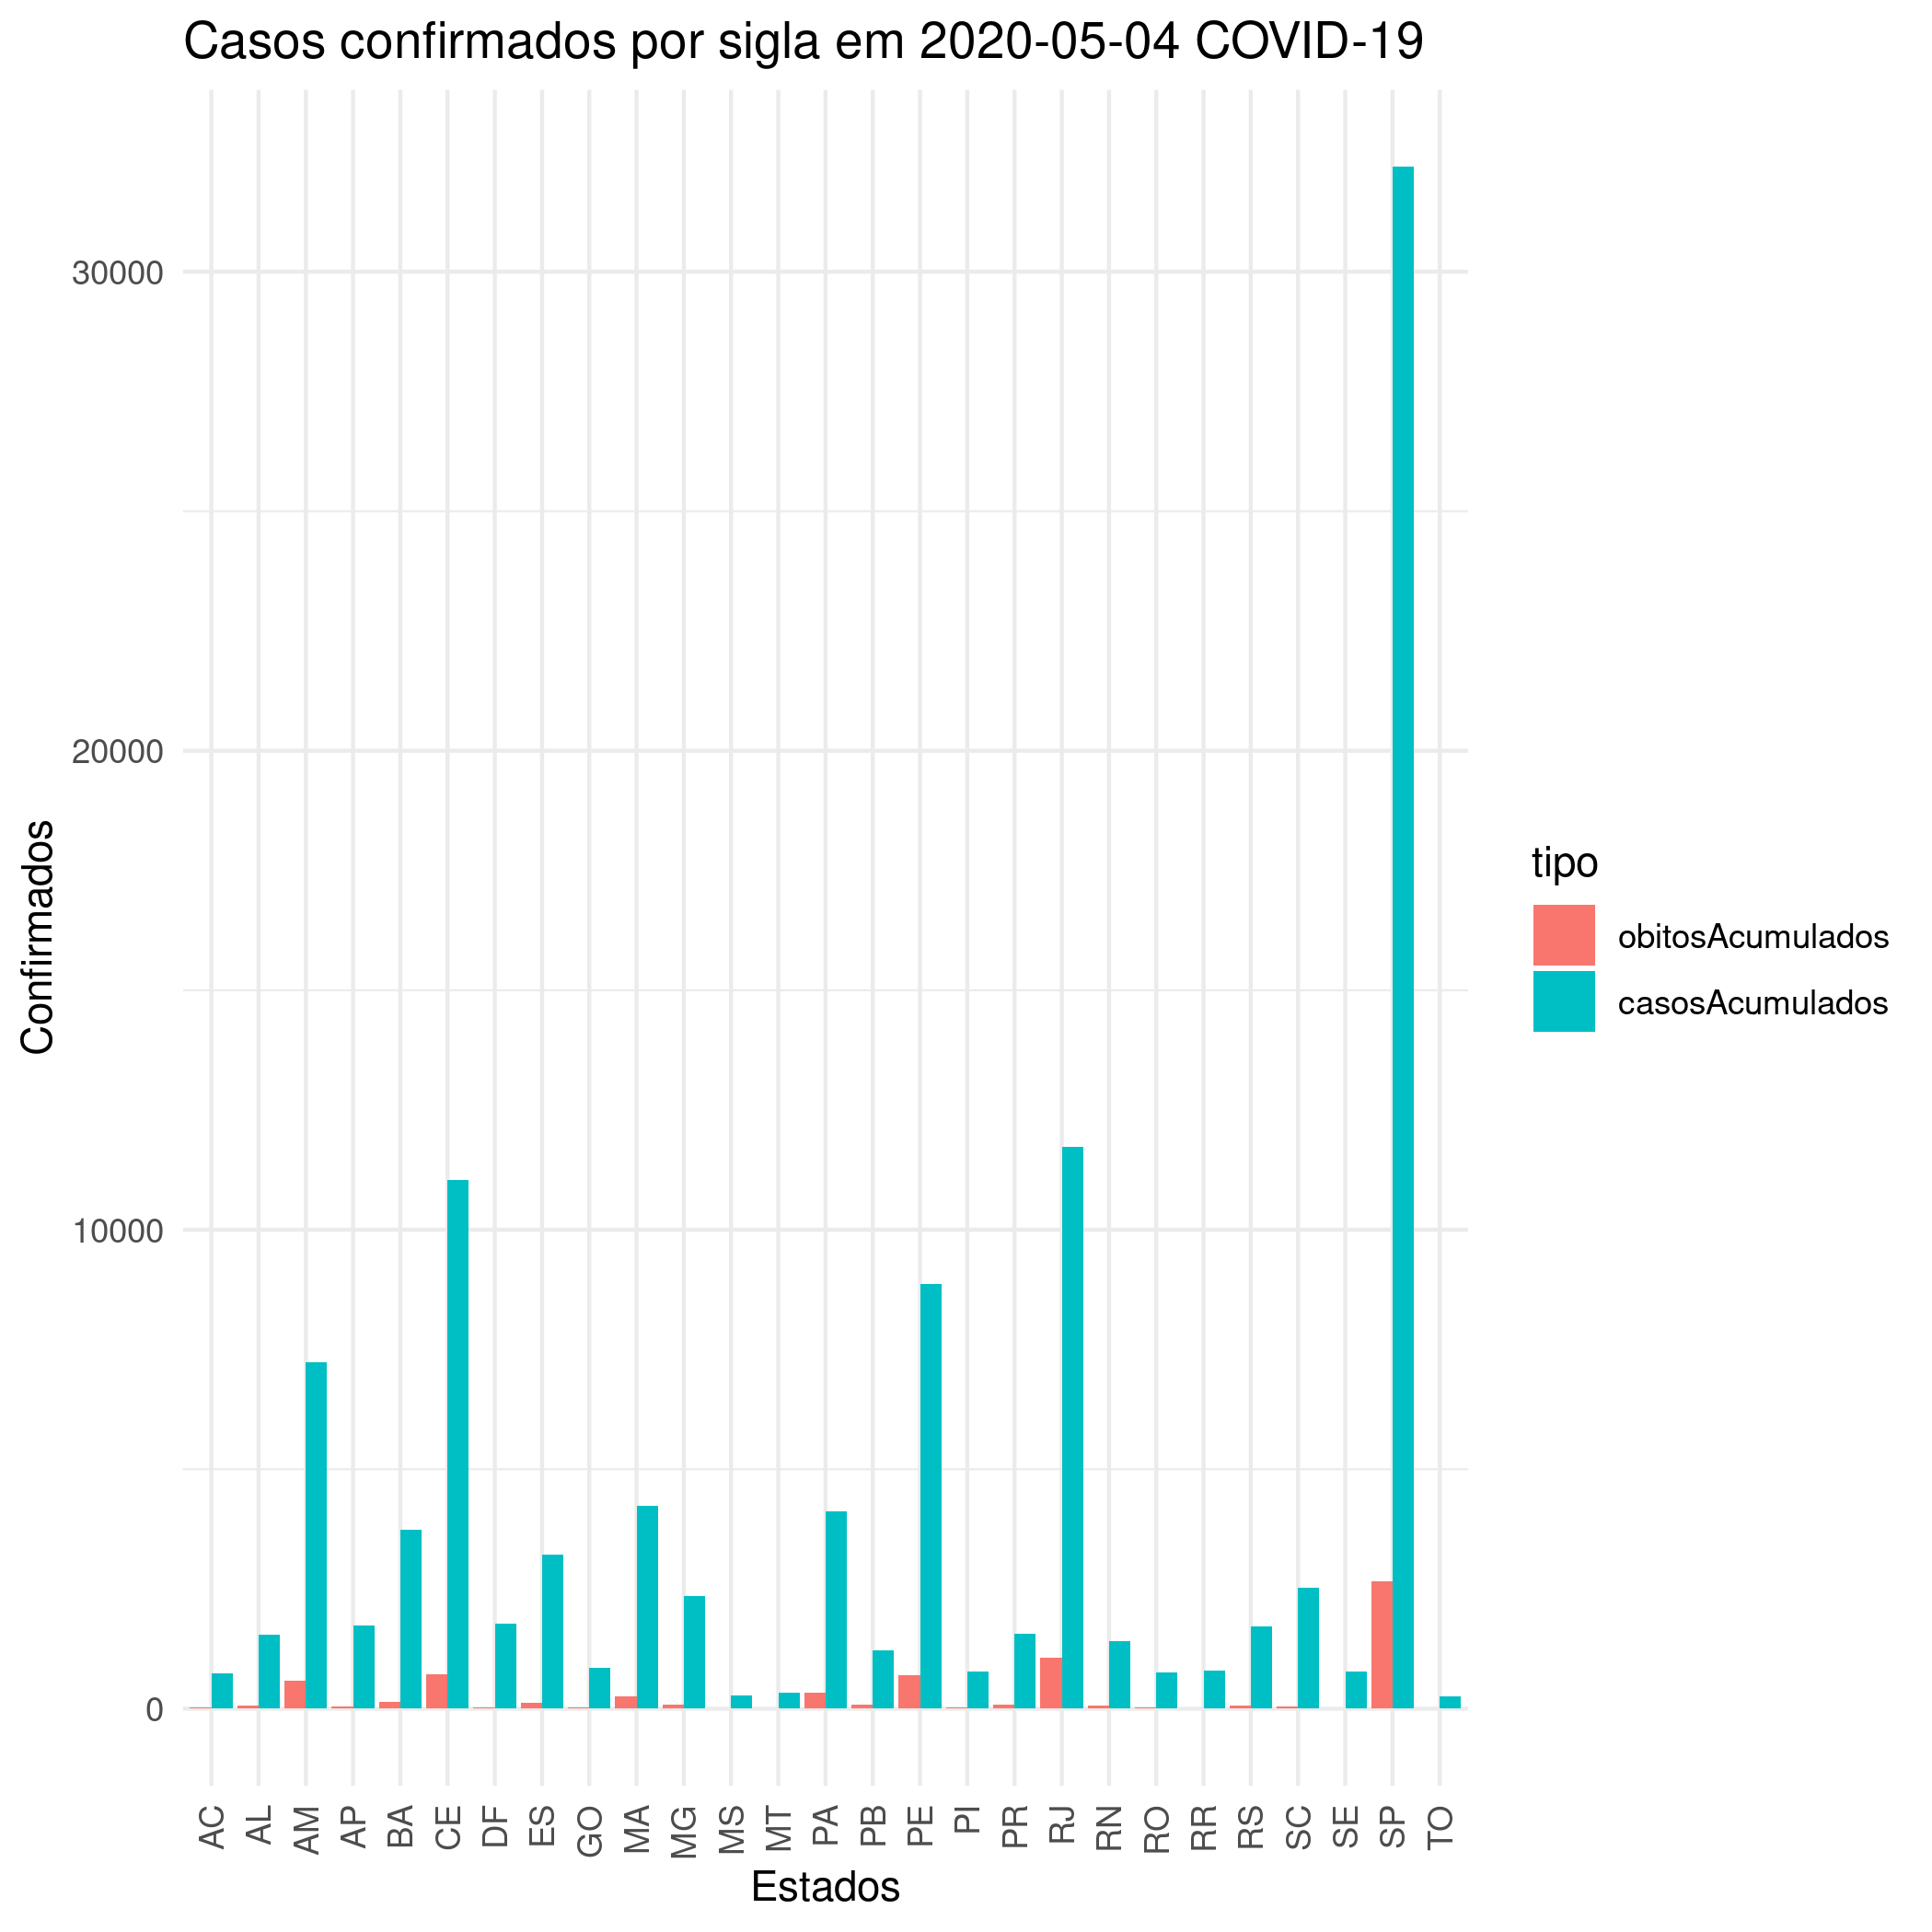 Casos confirmados por sigla em 2020-05-04 COVID-19
30000
20000
10000
0
Confirmados
AC
AL
AM
AP
BA
CE
DF
ES
GO
MA
MG
MS
MT
PA
PB
PE
PI
PR
RJ
RN
RO
RR
RS
SC
SE
SP
TO
Estados
tipo
obitosAcumulados
casosAcumulados